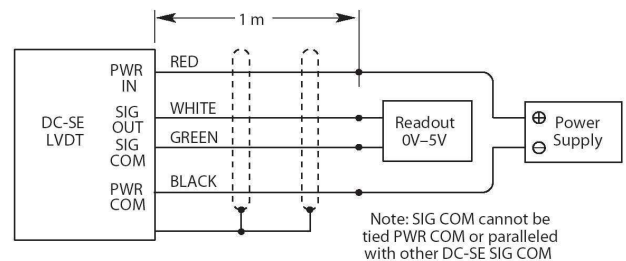 1 m
PWR
IN
RED
SIG
OUT
WHITE
DC-SE
LVDT
SIG
COM
GREEN
Readout
0V–5V
⊕ Power
⊖ Supply
PWR
COM
BLACK
Note: SIG COM cannot be
tied PWR COM or paralleled
with other DC-SE SIG COM